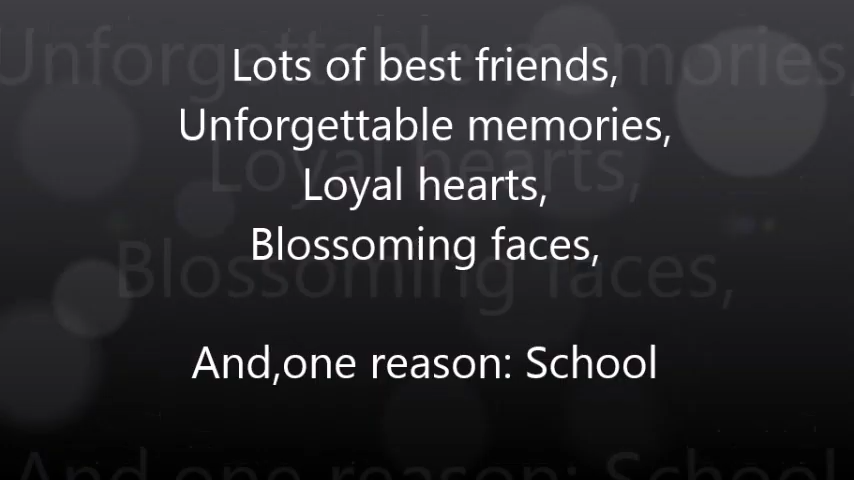 Lots of best friends,
Unforgettable memories,
Loyal hearts,
Blossoming faces,
And,one reason: School